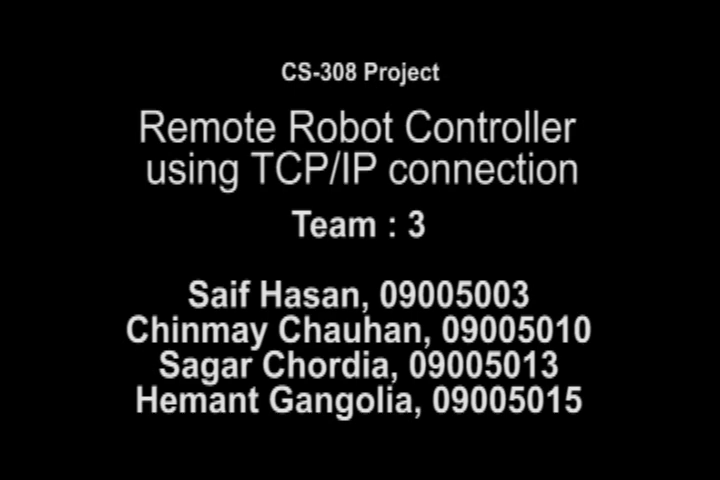 CS-308 Project
Remote Robot Controller
using TCP/IP connection
Team : 3
Saif Hasan, 09005003
Chinmay Chauhan, 09005010
Sagar Chordia, 09005013
Hemant Gangolia, 09005015